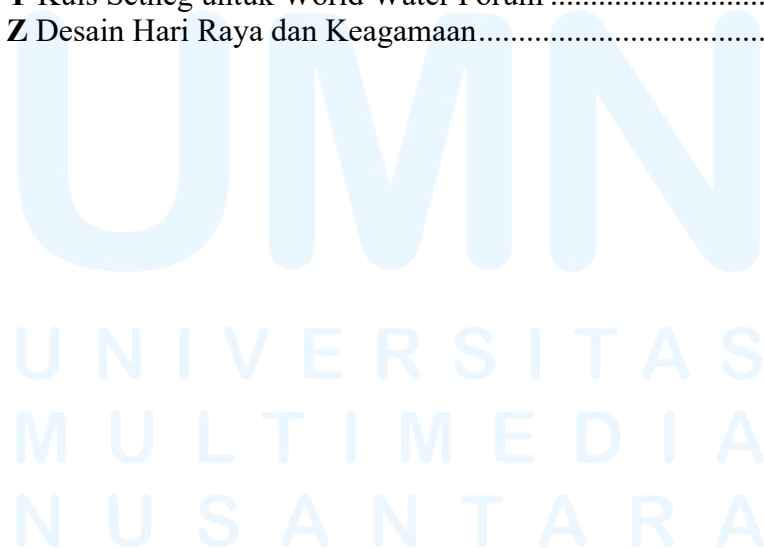 Y Kuis Setneg untuk World Water Forum ...........................
Z Desain Hari Raya dan Keagamaan....................................
UMN
UNIVERSITAS
MULTIMEDIA
NUSANTARA